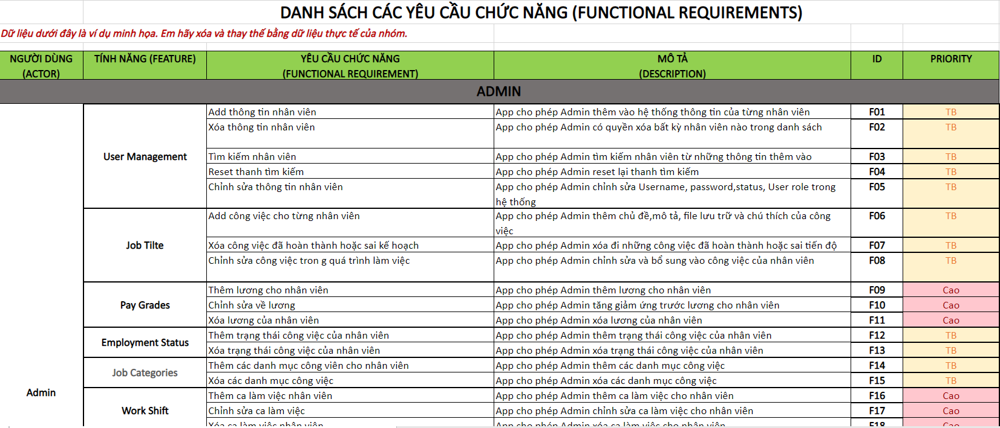 DANH SÁCH CÁC YÊU CẦU CHỨC NĂNG (FUNCTIONAL REQUIREMENTS)
Dữ liệu dưới đây là ví dụ minh họa. Em hãy xóa và thay thế bằng dữ liệu thực tế của nhóm.
NGƯỜI DÙNG (ACTOR) TÍNH NĂNG (FEATURE) YÊU CẦU CHỨC NĂNG (FUNCTIONAL REQUIREMENT) MÔ TẢ (DESCRIPTION) ID PRIORITY
ADMIN
Admin
User Management
Add thông tin nhân viên App cho phép Admin thêm vào hệ thống thông tin của từng nhân viên F01 TB
Xóa thông tin nhân viên App cho phép Admin có quyền xóa bất kỳ nhân viên nào trong danh sách F02 TB
Tìm kiếm nhân viên App cho phép Admin tìm kiếm nhân viên từ những thông tin thêm vào F03 TB
Reset thanh tìm kiếm App cho phép Admin reset lại thanh tìm kiếm F04 TB
Chỉnh sửa thông tin nhân viên App cho phép Admin chỉnh sửa Username, password,status, User role trong hệ thống F05 TB
Job Tilte
Add công việc cho từng nhân viên App cho phép Admin thêm chủ đề,mô tả, file lưu trữ và chú thích của công việc F06 TB
Xóa công việc đã hoàn thành hoặc sai kế hoạch App cho phép Admin xóa đi những công việc đã hoàn thành hoặc sai tiến độ F07 TB
Chỉnh sửa công việc tron g quá trình làm việc App cho phép Admin chỉnh sửa và bổ sung vào công việc của nhân viên F08 TB
Pay Grades
Thêm lương cho nhân viên App cho phép Admin thêm lương cho nhân viên F09 Cao
Chỉnh sửa về lương App cho phép Admin tăng giảm ứng trước lương cho nhân viên F10 Cao
Xóa lương của nhân viên App cho phép Admin xóa lương của nhân viên F11 Cao
Employment Status
Thêm trạng thái công việc của nhân viên App cho phép Admin thêm trạng thái công việc của nhân viên F12 TB
Xóa trạng thái công việc của nhân viên App cho phép Admin xóa trạng thái công việc của nhân viên F13 TB
Job Categories
Thêm các danh mục công viên cho nhân viên App cho phép Admin thêm các danh mục công việc F14 TB
Xóa các danh mục công việc App cho phép Admin xóa các danh mục công việc F15 TB
Work Shift
Thêm ca làm việc nhân viên App cho phép Admin thêm ca làm việc cho nhân viên F16 Cao
Chỉnh sửa ca làm việc App cho phép Admin chỉnh sửa ca làm việc cho nhân viên F17 Cao
Xóa ca làm việc nhân viên App cho phép Admin xóa ca làm việc cho nhân viên F18 Cao